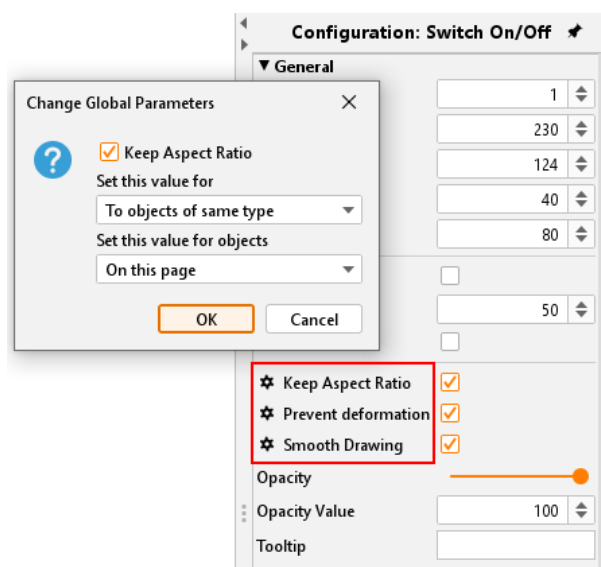 Configuration: Switch On/Off
General
Change Global Parameters
Keep Aspect Ratio
Set this value for
To objects of same type
Set this value for objects
On this page
OK Cancel
1
230
124
40
80
50
Keep Aspect Ratio
Prevent deformation
Smooth Drawing
Opacity
Opacity Value 100
Tooltip